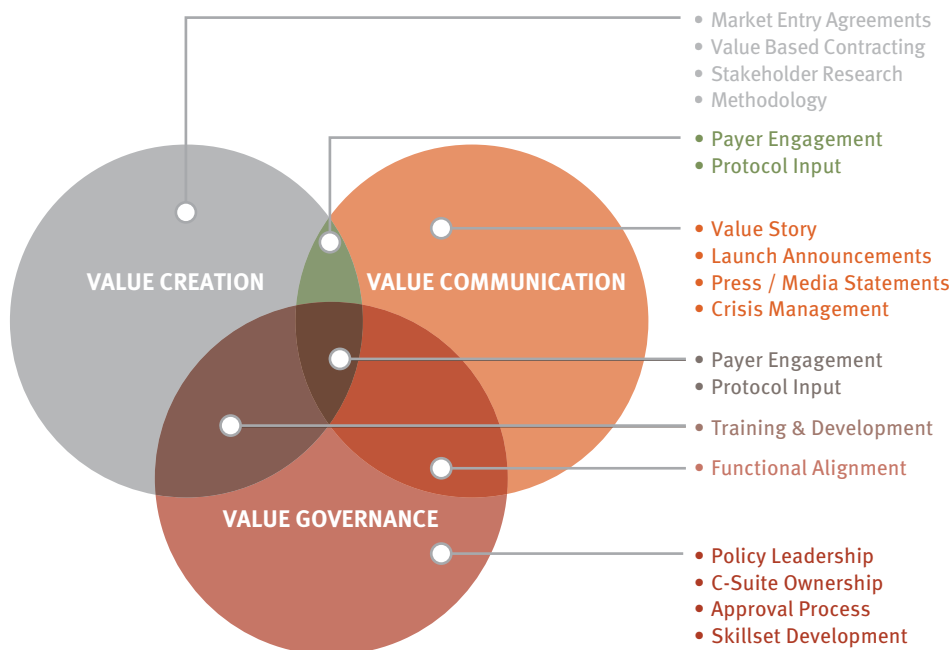 • Market Entry Agreements
• Value Based Contracting
• Stakeholder Research
• Methodology
• Payer Engagement
• Protocol Input
• Value Story
• Launch Announcements
• Press / Media Statements
• Crisis Management
• Payer Engagement
• Protocol Input
• Training & Development
• Functional Alignment
• Policy Leadership
• C-Suite Ownership
• Approval Process
• Skillset Development
VALUE CREATION
VALUE COMMUNICATION
VALUE GOVERNANCE